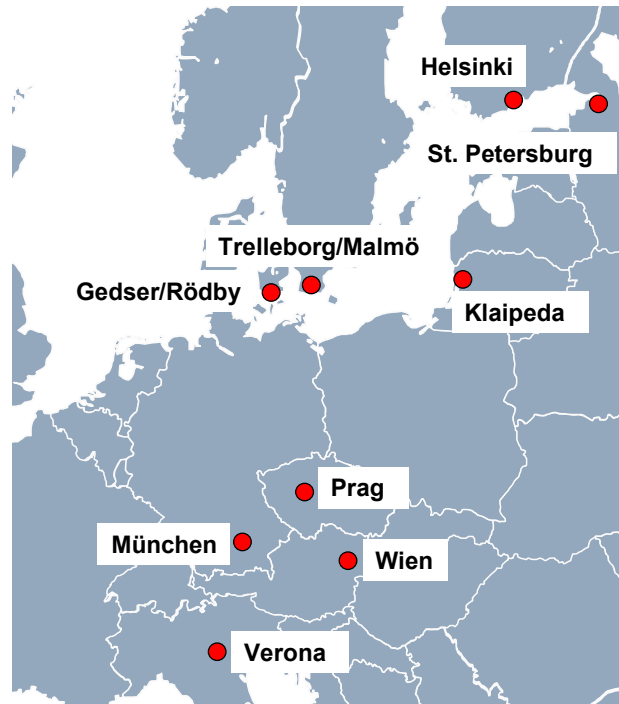 Helsinki
St. Petersburg
Trelleborg/Malmö
Gedser/Rödby
Klaipeda
Prag
München
Wien
Verona